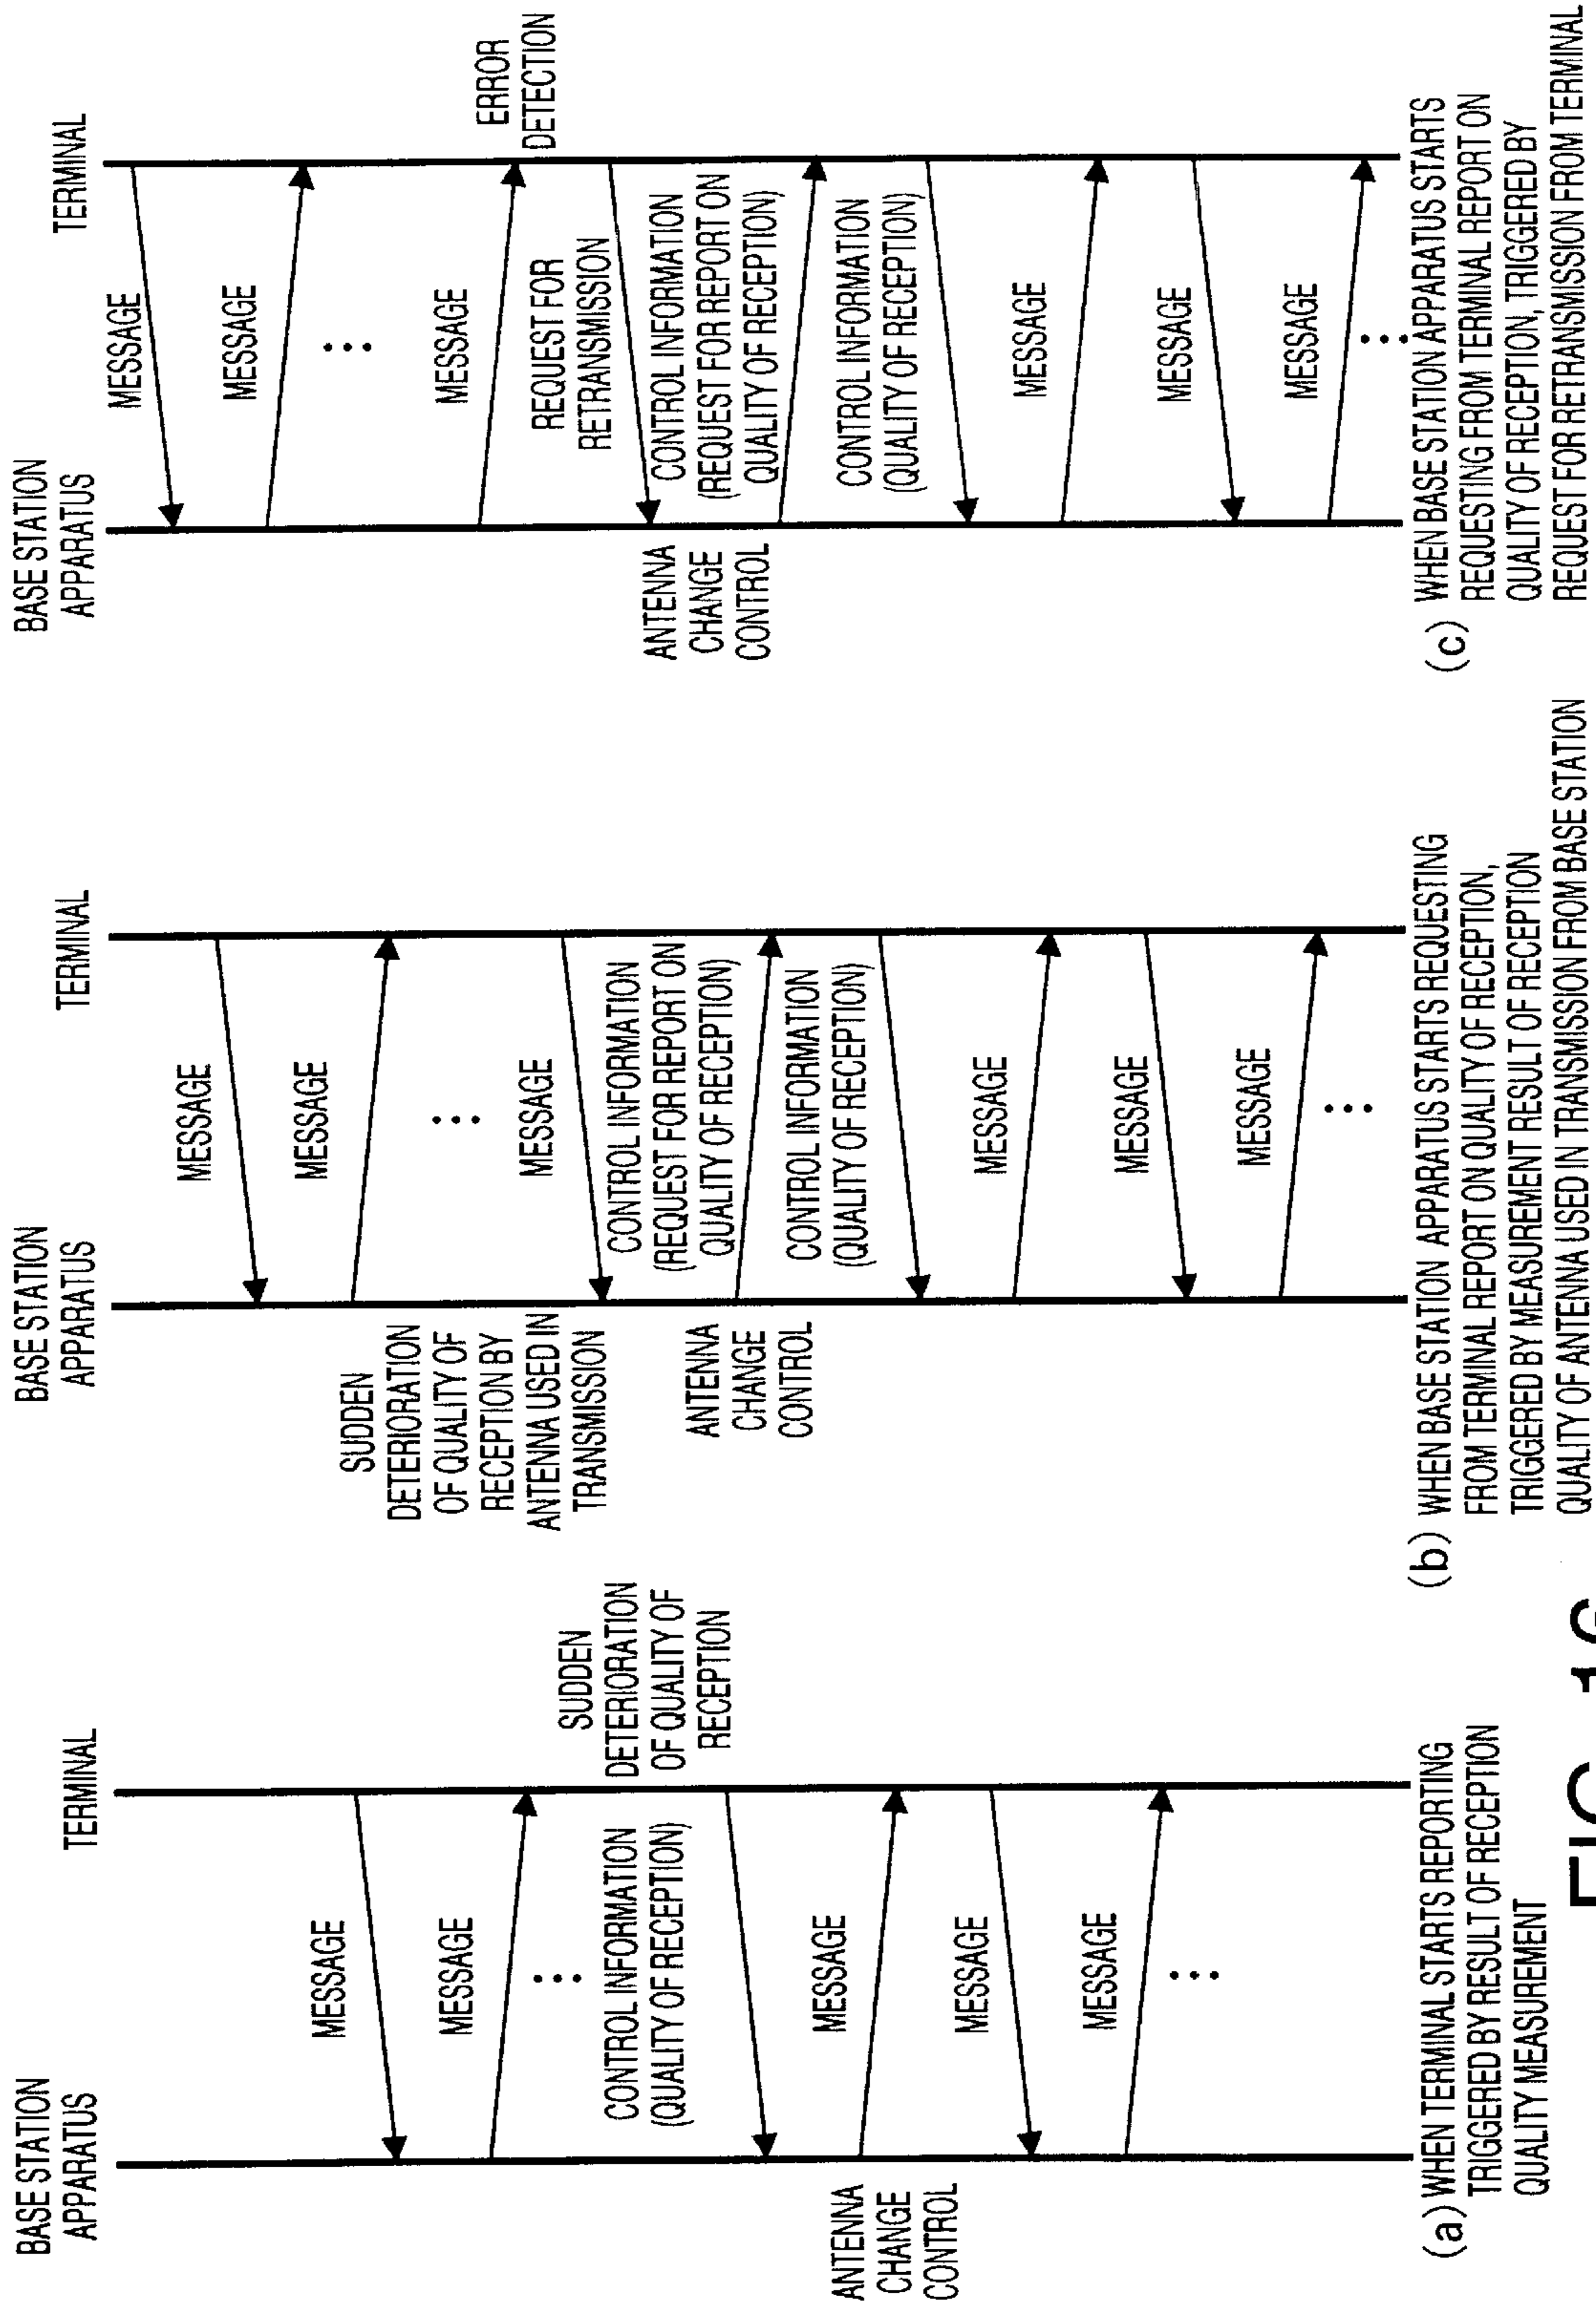 BASE STATION
APPARATUS
TERMINAL
MESSAGE
MESSAGE
...
CONTROL INFORMATION
(QUALITY OF RECEPTION)
SUDDEN
DETERIORATION
OF QUALITY OF
RECEPTION
MESSAGE
ANTENNA
CHANGE
CONTROL
MESSAGE
MESSAGE
...
(a) WHEN TERMINAL STARTS REPORTING
TRIGGERED BY RESULT OF RECEPTION
QUALITY MEASUREMENT
BASE STATION
APPARATUS
TERMINAL
MESSAGE
MESSAGE
...
SUDDEN
DETERIORATION
OF QUALITY OF
RECEPTION BY
ANTENNA USED IN
TRANSMISSION
MESSAGE
CONTROL INFORMATION
(REQUEST FOR REPORT ON
QUALITY OF RECEPTION)
ANTENNA
CHANGE
CONTROL
CONTROL INFORMATION
(QUALITY OF RECEPTION)
MESSAGE
MESSAGE
MESSAGE
...
(b) WHEN BASE STATION APPARATUS STARTS REQUESTING
FROM TERMINAL REPORT ON QUALITY OF RECEPTION,
TRIGGERED BY MEASUREMENT RESULT OF RECEPTION
QUALITY OF ANTENNA USED IN TRANSMISSION FROM BASE STATION
BASE STATION
APPARATUS
TERMINAL
MESSAGE
MESSAGE
...
MESSAGE
ERROR
DETECTION
REQUEST FOR
RETRANSMISSION
CONTROL INFORMATION
(REQUEST FOR REPORT ON
QUALITY OF RECEPTION)
ANTENNA
CHANGE
CONTROL
CONTROL INFORMATION
(QUALITY OF RECEPTION)
MESSAGE
MESSAGE
MESSAGE
...
(c) WHEN BASE STATION APPARATUS STARTS
REQUESTING FROM TERMINAL REPORT ON
QUALITY OF RECEPTION, TRIGGERED BY
REQUEST FOR RETRANSMISSION FROM TERMINAL